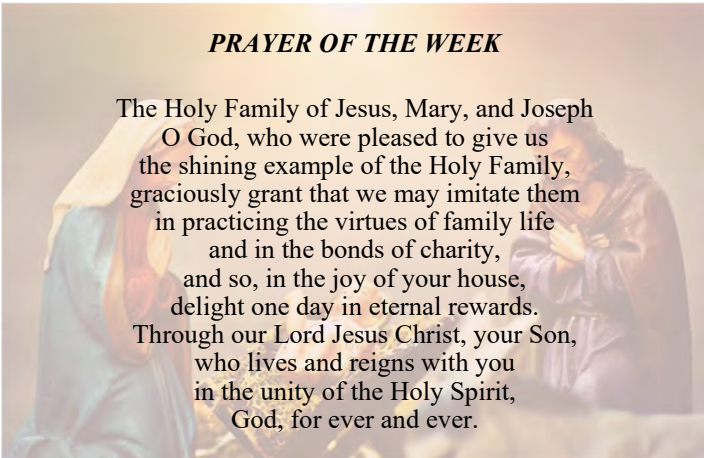 PRAYER OF THE WEEK
The Holy Family of Jesus, Mary, and Joseph
O God, who were pleased to give us
the shining example of the Holy Family,
graciously grant that we may imitate them
in practicing the virtues of family life
and in the bonds of charity,
and so, in the joy of your house,
delight one day in eternal rewards.
Through our Lord Jesus Christ, your Son,
who lives and reigns with you
in the unity of the Holy Spirit,
God, for ever and ever.